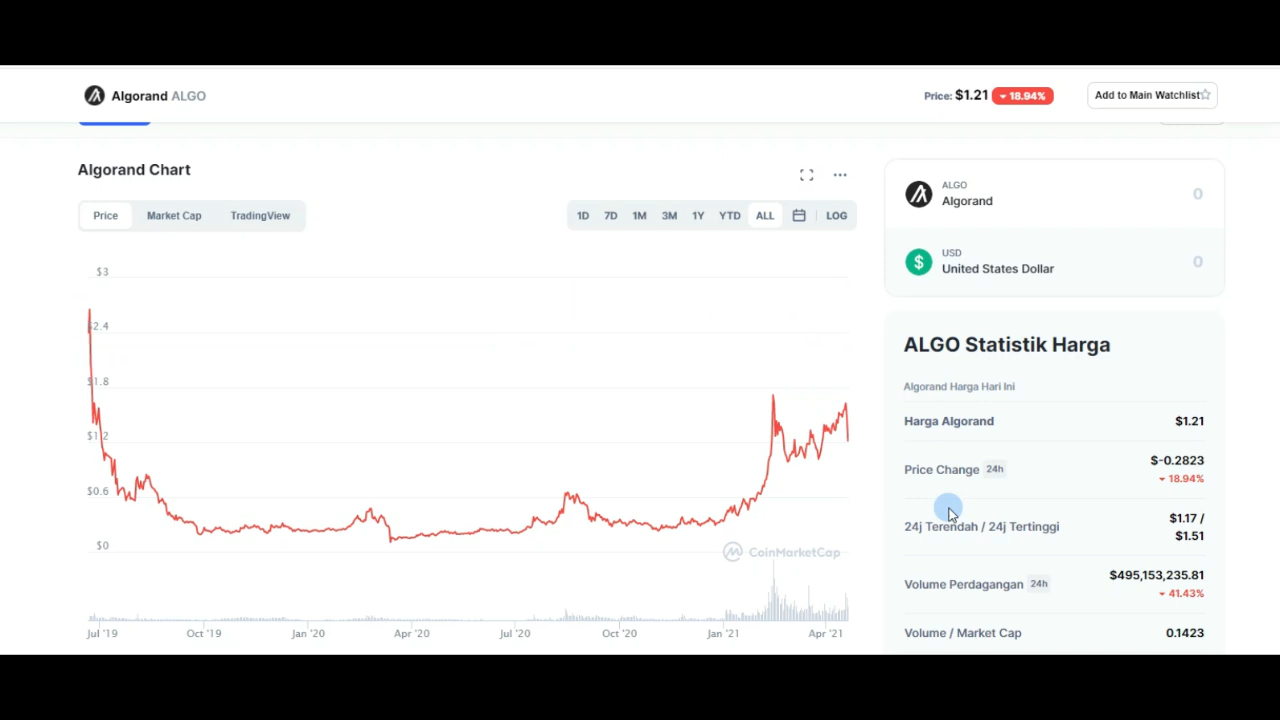 Algorand ALGO
Price: $1.21 18.94%
Add to Main Watchlist
Algorand Chart
Price Market Cap TradingView
1D 7D 1M 3M 1Y YTD ALL LOG
$3
$2.4
$1.8
$1.2
$0.6
$0
CoinMarketCap
Jul '19 Oct '19 Jan '20 Apr '20 Jul '20 Oct '20 Jan '21 Apr '21
ALGO
Algorand
0
$
USD
United States Dollar
0
ALGO Statistik Harga
Algorand Harga Hari Ini
Harga Algorand $1.21
Price Change 24h $-0.2823
18.94%
24j Terendah / 24j Tertinggi $1.17 /
$1.51
Volume Perdagangan 24h $495,153,235.81
41.43%
Volume / Market Cap 0.1423